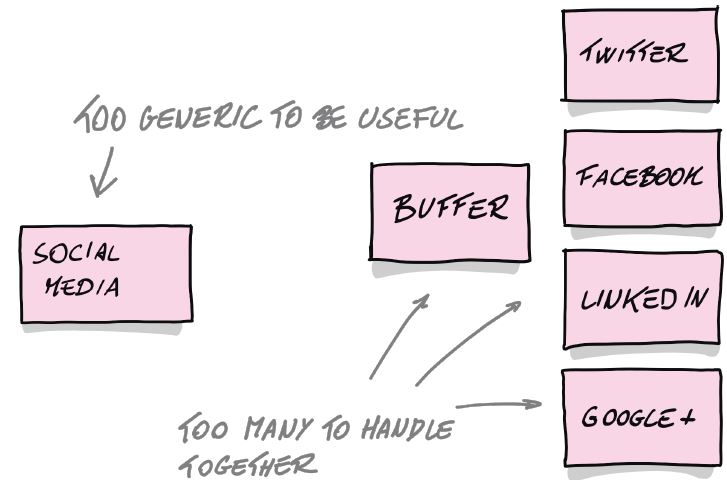 TWITTER
TOO GENERIC TO BE USEFUL
FACEBOOK
BUFFER
SOCIAL
MEDIA
LINKED IN
GOOGLE+
TOO MANY TO HANDLE
TOGETHER